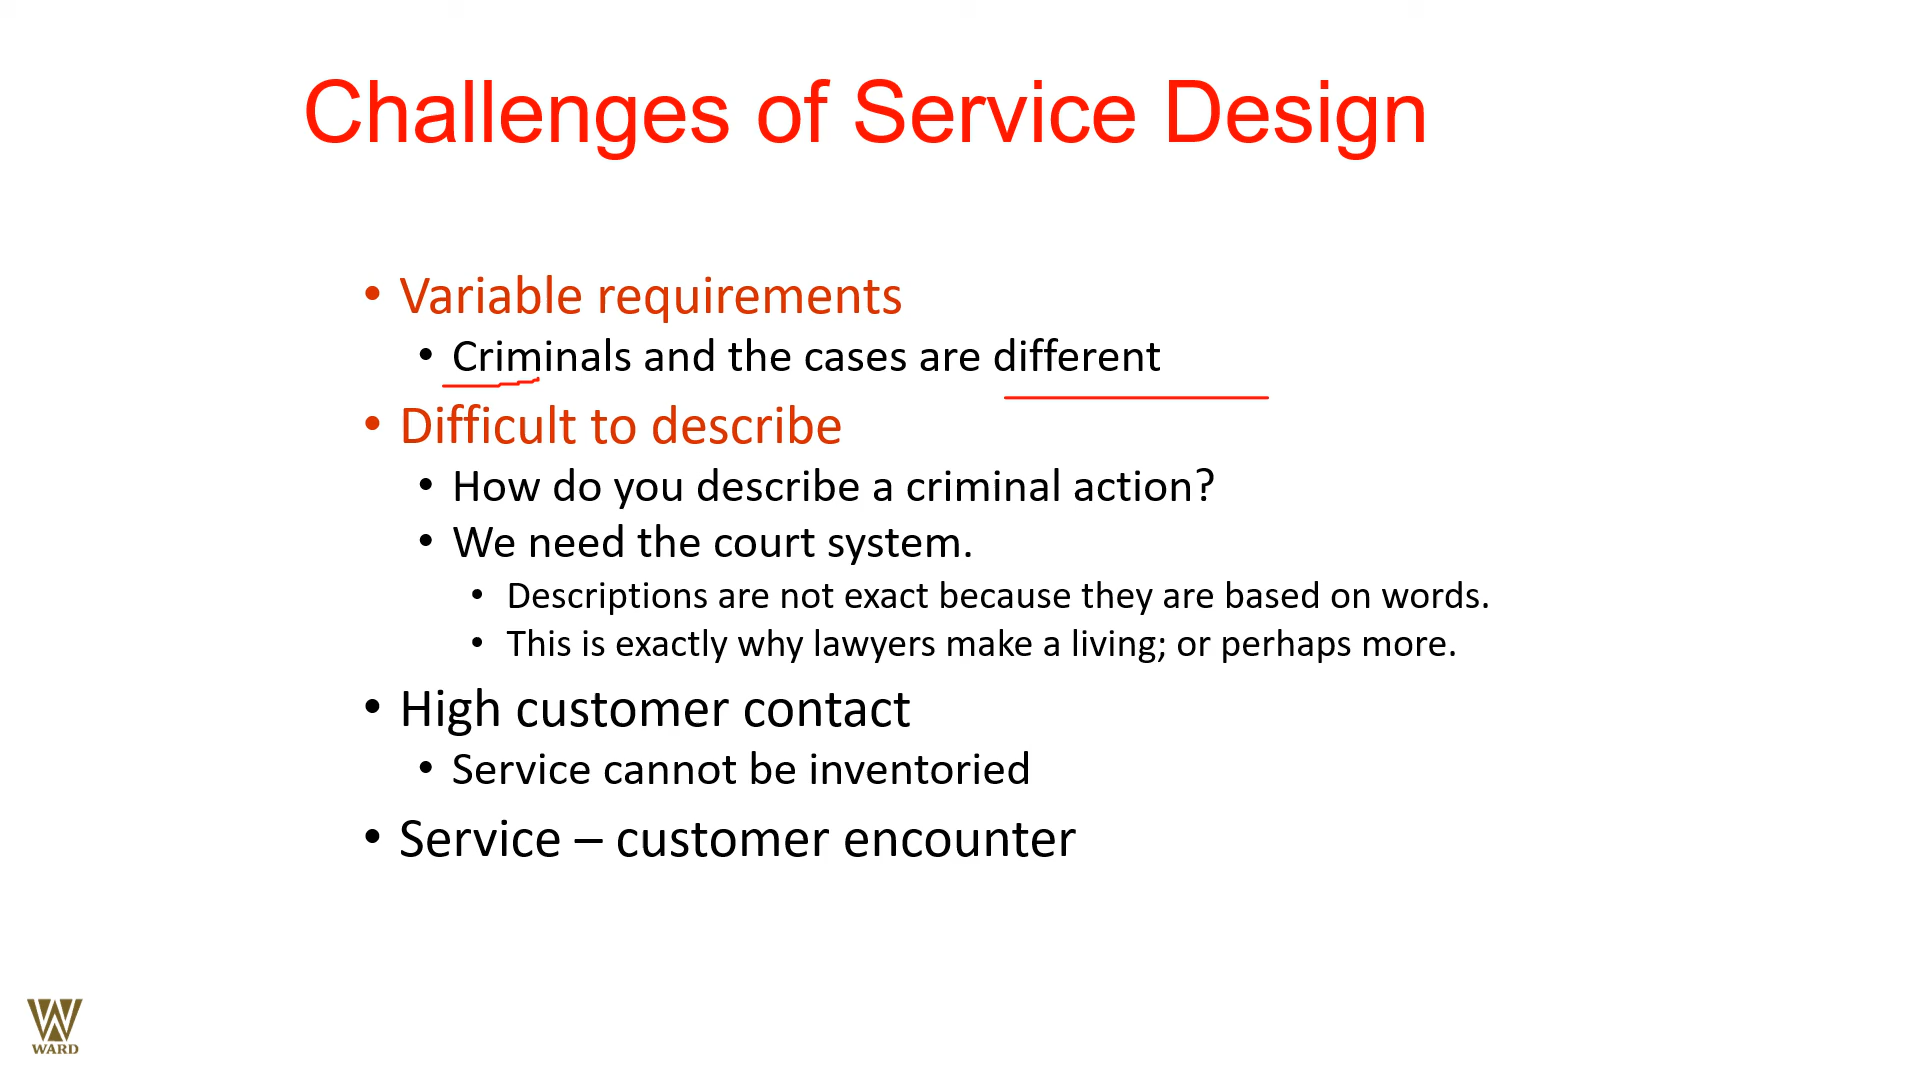 Challenges of Service Design
• Variable requirements
• Criminals and the cases are different
• Difficult to describe
• How do you describe a criminal action?
• We need the court system.
• Descriptions are not exact because they are based on words.
• This is exactly why lawyers make a living; or perhaps more.
• High customer contact
• Service cannot be inventoried
• Service – customer encounter
WARD